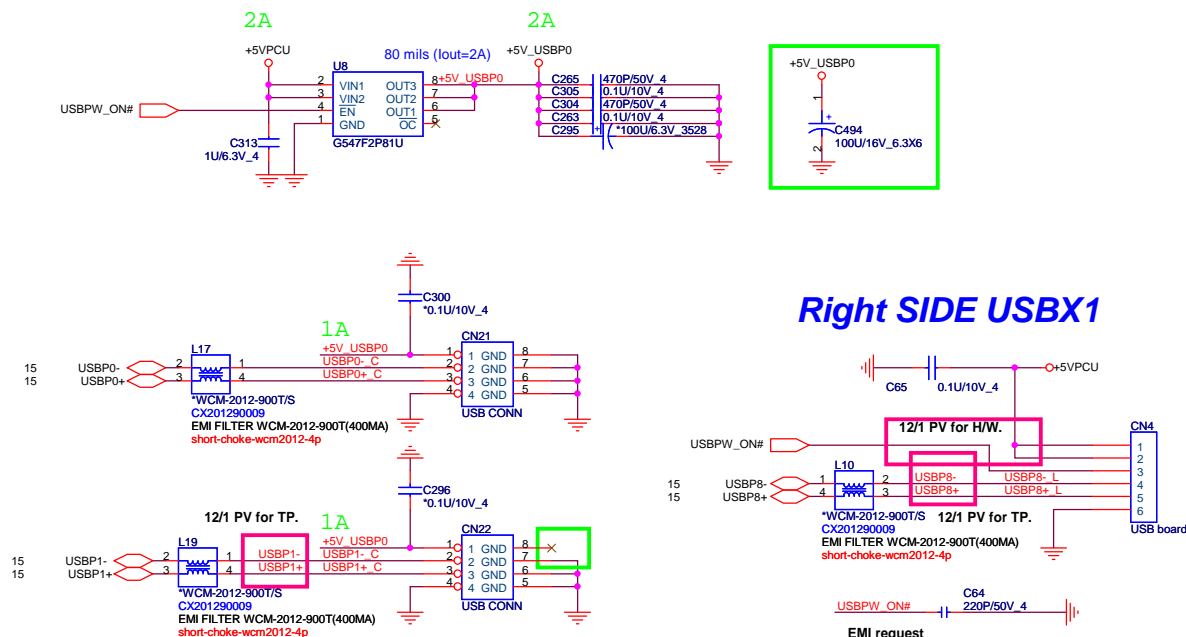 2A
2A
+5VPCU
80 mils (Iout=2A)
+5V_USBP0
+5V_USBP0
U8
+5V_USBP0
USBPW_ON#
2 VIN1 OUT3 8
3 VIN2 OUT2 7
4 EN OUT1 6
1 GND OC 5
G547F2P81U
C313
1U/6.3V_4
C265 470P/50V_4
C305 0.1U/10V_4
C304 470P/50V_4
C263 0.1U/10V_4
C295 + *100U/6.3V_3528
1
+
C494
2 100U/16V_6.3X6
Right SIDE USBX1
C300
*0.1U/10V_4
1A
+5V_USBP0
CN21
L17
15 USBP0- 2 1 USBP0-_C
15 USBP0+ 3 4 USBP0+_C
1 1 GND 8
2 2 GND 7
3 3 GND 6
4 4 GND 5
USB CONN
*WCM-2012-900T/S
CX201290009
EMI FILTER WCM-2012-900T(400MA)
short-choke-wcm2012-4p
C296
*0.1U/10V_4
12/1 PV for TP.
1A
+5V_USBP0
CN22
L19
15 USBP1- 2 1 USBP1- USBP1-_C
15 USBP1+ 3 4 USBP1+ USBP1+_C
1 1 GND 8
2 2 GND 7
3 3 GND 6
4 4 GND 5
USB CONN
*WCM-2012-900T/S
CX201290009
EMI FILTER WCM-2012-900T(400MA)
short-choke-wcm2012-4p
C65 0.1U/10V_4
+5VPCU
12/1 PV for H/W.
CN4
USBPW_ON#
L10
15 USBP8- 1 2 USBP8- USBP8-_L
15 USBP8+ 4 3 USBP8+ USBP8+_L
1
2
3
4
5
6
USB board
12/1 PV for TP.
*WCM-2012-900T/S
CX201290009
EMI FILTER WCM-2012-900T(400MA)
short-choke-wcm2012-4p
C64
USBPW_ON# 220P/50V_4
EMI request